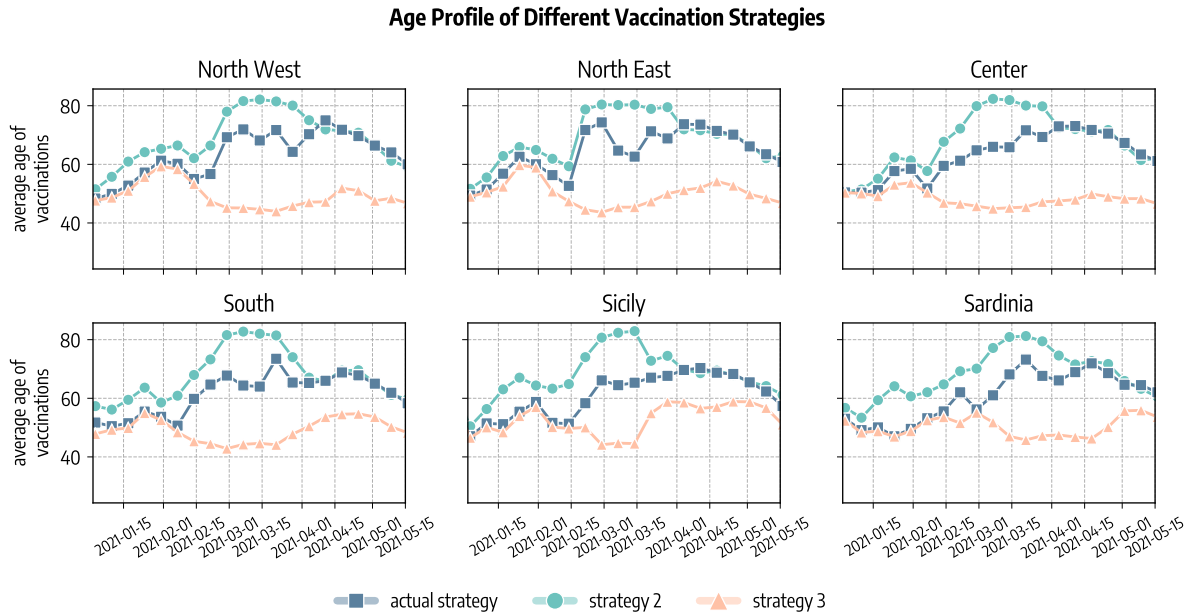 Age Profile of Different Vaccination Strategies
North West
North East
Center
average age of
vaccinations
80
60
40
South
Sicily
Sardinia
average age of
vaccinations
80
60
40
2021-01-15
2021-02-01
2021-02-15
2021-03-01
2021-03-15
2021-04-01
2021-04-15
2021-05-01
2021-05-15
2021-01-15
2021-02-01
2021-02-15
2021-03-01
2021-03-15
2021-04-01
2021-04-15
2021-05-01
2021-05-15
2021-01-15
2021-02-01
2021-02-15
2021-03-01
2021-03-15
2021-04-01
2021-04-15
2021-05-01
2021-05-15
actual strategy
strategy 2
strategy 3